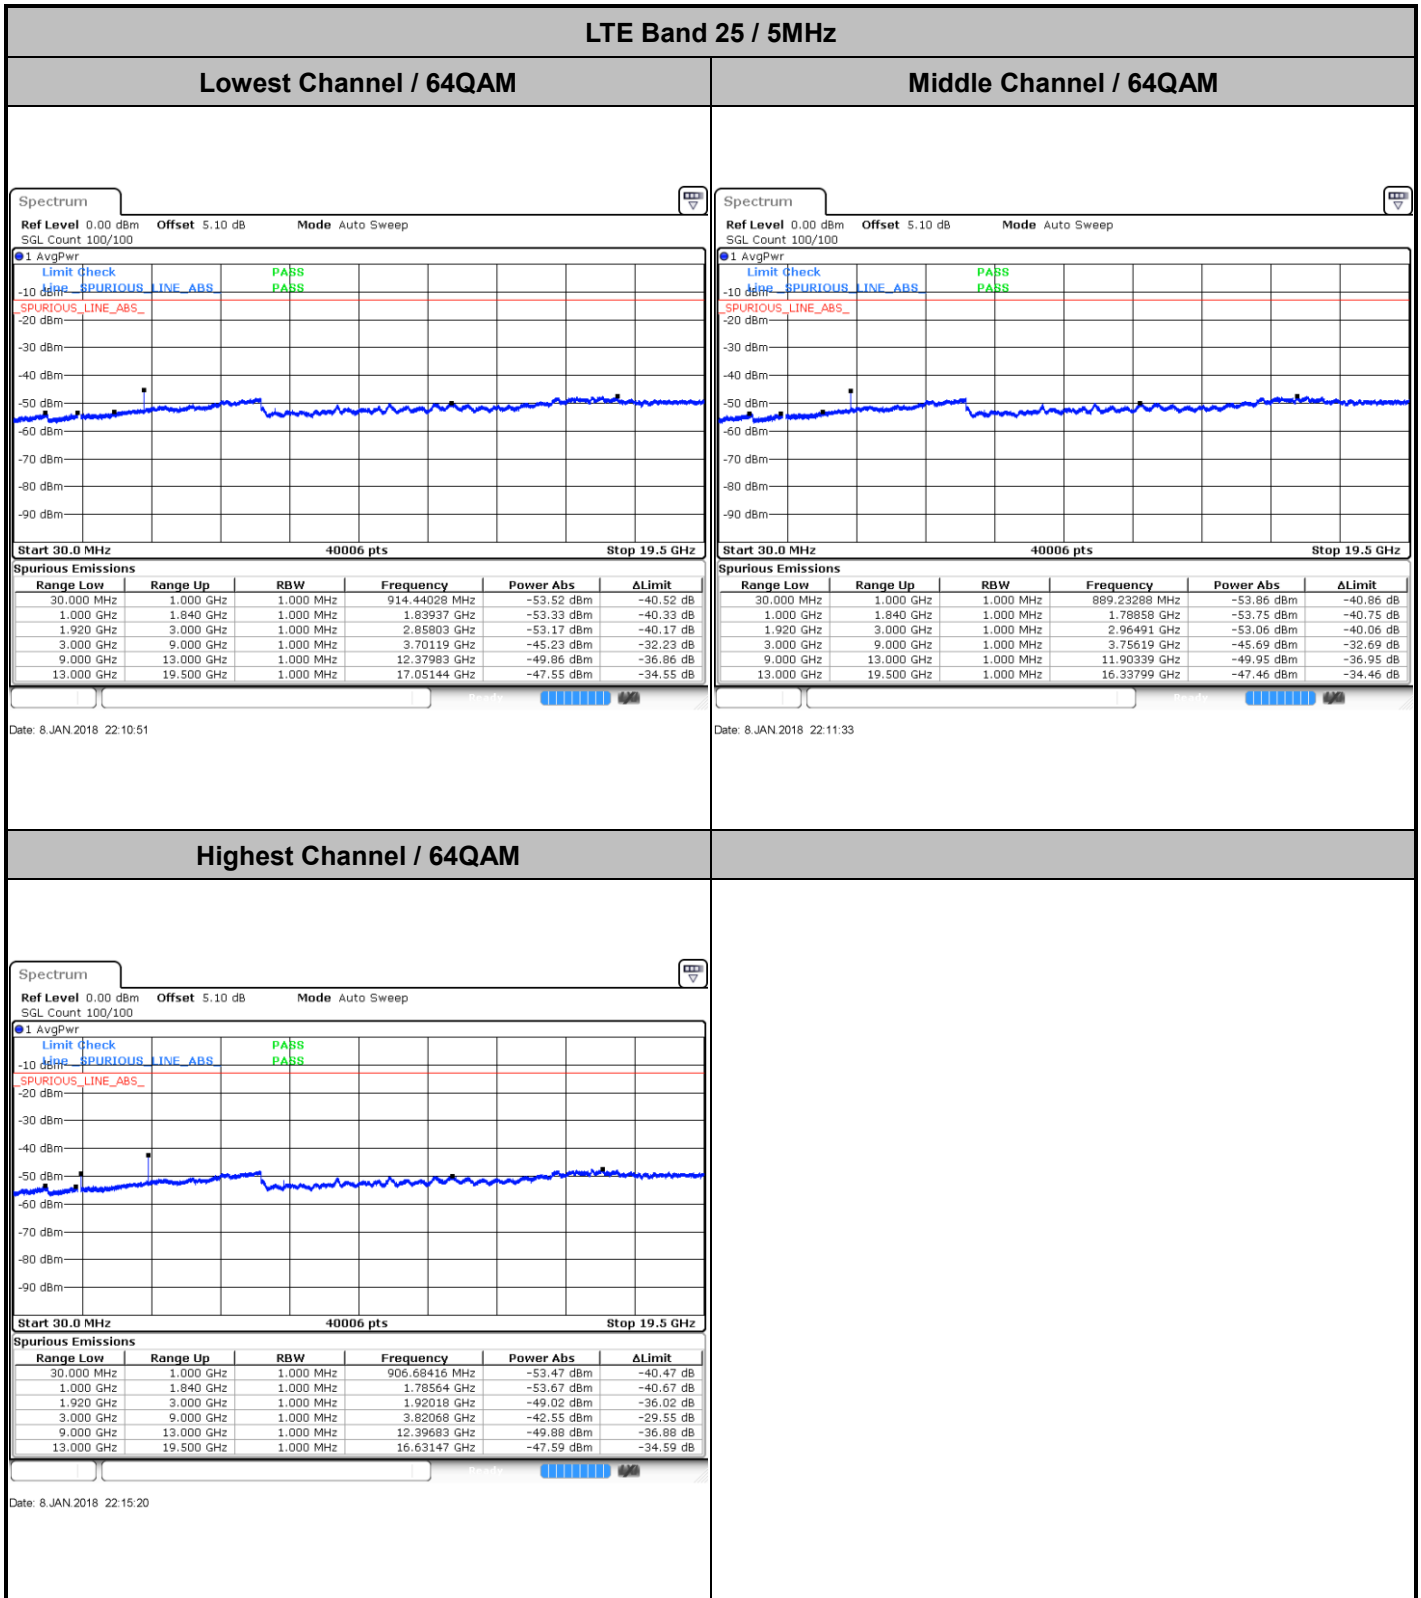 LTE Band 25 / 5MHz
Lowest Channel / 64QAM
Middle Channel / 64QAM
Spectrum
Ref Level 0.00 dBm Offset 5.10 dB Mode Auto Sweep
SGL Count 100/100
1 AvgPwr
Limit Check PASS
Line _SPURIOUS_LINE_ABS_ PASS
-10 dBm
_SPURIOUS_LINE_ABS_
-20 dBm
-30 dBm
-40 dBm
-50 dBm
-60 dBm
-70 dBm
-80 dBm
-90 dBm
Start 30.0 MHz 40006 pts Stop 19.5 GHz
Spurious Emissions
Range Low Range Up RBW Frequency Power Abs ΔLimit
30.000 MHz 1.000 GHz 1.000 MHz 914.44028 MHz -53.52 dBm -40.52 dB
1.000 GHz 1.840 GHz 1.000 MHz 1.83937 GHz -53.33 dBm -40.33 dB
1.920 GHz 3.000 GHz 1.000 MHz 2.85803 GHz -53.17 dBm -40.17 dB
3.000 GHz 9.000 GHz 1.000 MHz 3.70119 GHz -45.23 dBm -32.23 dB
9.000 GHz 13.000 GHz 1.000 MHz 12.37983 GHz -49.86 dBm -36.86 dB
13.000 GHz 19.500 GHz 1.000 MHz 17.05144 GHz -47.55 dBm -34.55 dB
Date: 8.JAN.2018 22:10:51
Spectrum
Ref Level 0.00 dBm Offset 5.10 dB Mode Auto Sweep
SGL Count 100/100
1 AvgPwr
Limit Check PASS
Line _SPURIOUS_LINE_ABS_ PASS
-10 dBm
_SPURIOUS_LINE_ABS_
-20 dBm
-30 dBm
-40 dBm
-50 dBm
-60 dBm
-70 dBm
-80 dBm
-90 dBm
Start 30.0 MHz 40006 pts Stop 19.5 GHz
Spurious Emissions
Range Low Range Up RBW Frequency Power Abs ΔLimit
30.000 MHz 1.000 GHz 1.000 MHz 889.23288 MHz -53.86 dBm -40.86 dB
1.000 GHz 1.840 GHz 1.000 MHz 1.78858 GHz -53.75 dBm -40.75 dB
1.920 GHz 3.000 GHz 1.000 MHz 2.96491 GHz -53.06 dBm -40.06 dB
3.000 GHz 9.000 GHz 1.000 MHz 3.75619 GHz -45.69 dBm -32.69 dB
9.000 GHz 13.000 GHz 1.000 MHz 11.90339 GHz -49.95 dBm -36.95 dB
13.000 GHz 19.500 GHz 1.000 MHz 16.33799 GHz -47.46 dBm -34.46 dB
Date: 8.JAN.2018 22:11:33
Highest Channel / 64QAM
Spectrum
Ref Level 0.00 dBm Offset 5.10 dB Mode Auto Sweep
SGL Count 100/100
1 AvgPwr
Limit Check PASS
Line _SPURIOUS_LINE_ABS_ PASS
-10 dBm
_SPURIOUS_LINE_ABS_
-20 dBm
-30 dBm
-40 dBm
-50 dBm
-60 dBm
-70 dBm
-80 dBm
-90 dBm
Start 30.0 MHz 40006 pts Stop 19.5 GHz
Spurious Emissions
Range Low Range Up RBW Frequency Power Abs ΔLimit
30.000 MHz 1.000 GHz 1.000 MHz 906.68416 MHz -53.47 dBm -40.47 dB
1.000 GHz 1.840 GHz 1.000 MHz 1.78564 GHz -53.67 dBm -40.67 dB
1.920 GHz 3.000 GHz 1.000 MHz 1.92018 GHz -49.02 dBm -36.02 dB
3.000 GHz 9.000 GHz 1.000 MHz 3.82068 GHz -42.55 dBm -29.55 dB
9.000 GHz 13.000 GHz 1.000 MHz 12.39683 GHz -49.88 dBm -36.88 dB
13.000 GHz 19.500 GHz 1.000 MHz 16.63147 GHz -47.59 dBm -34.59 dB
Date: 8.JAN.2018 22:15:20